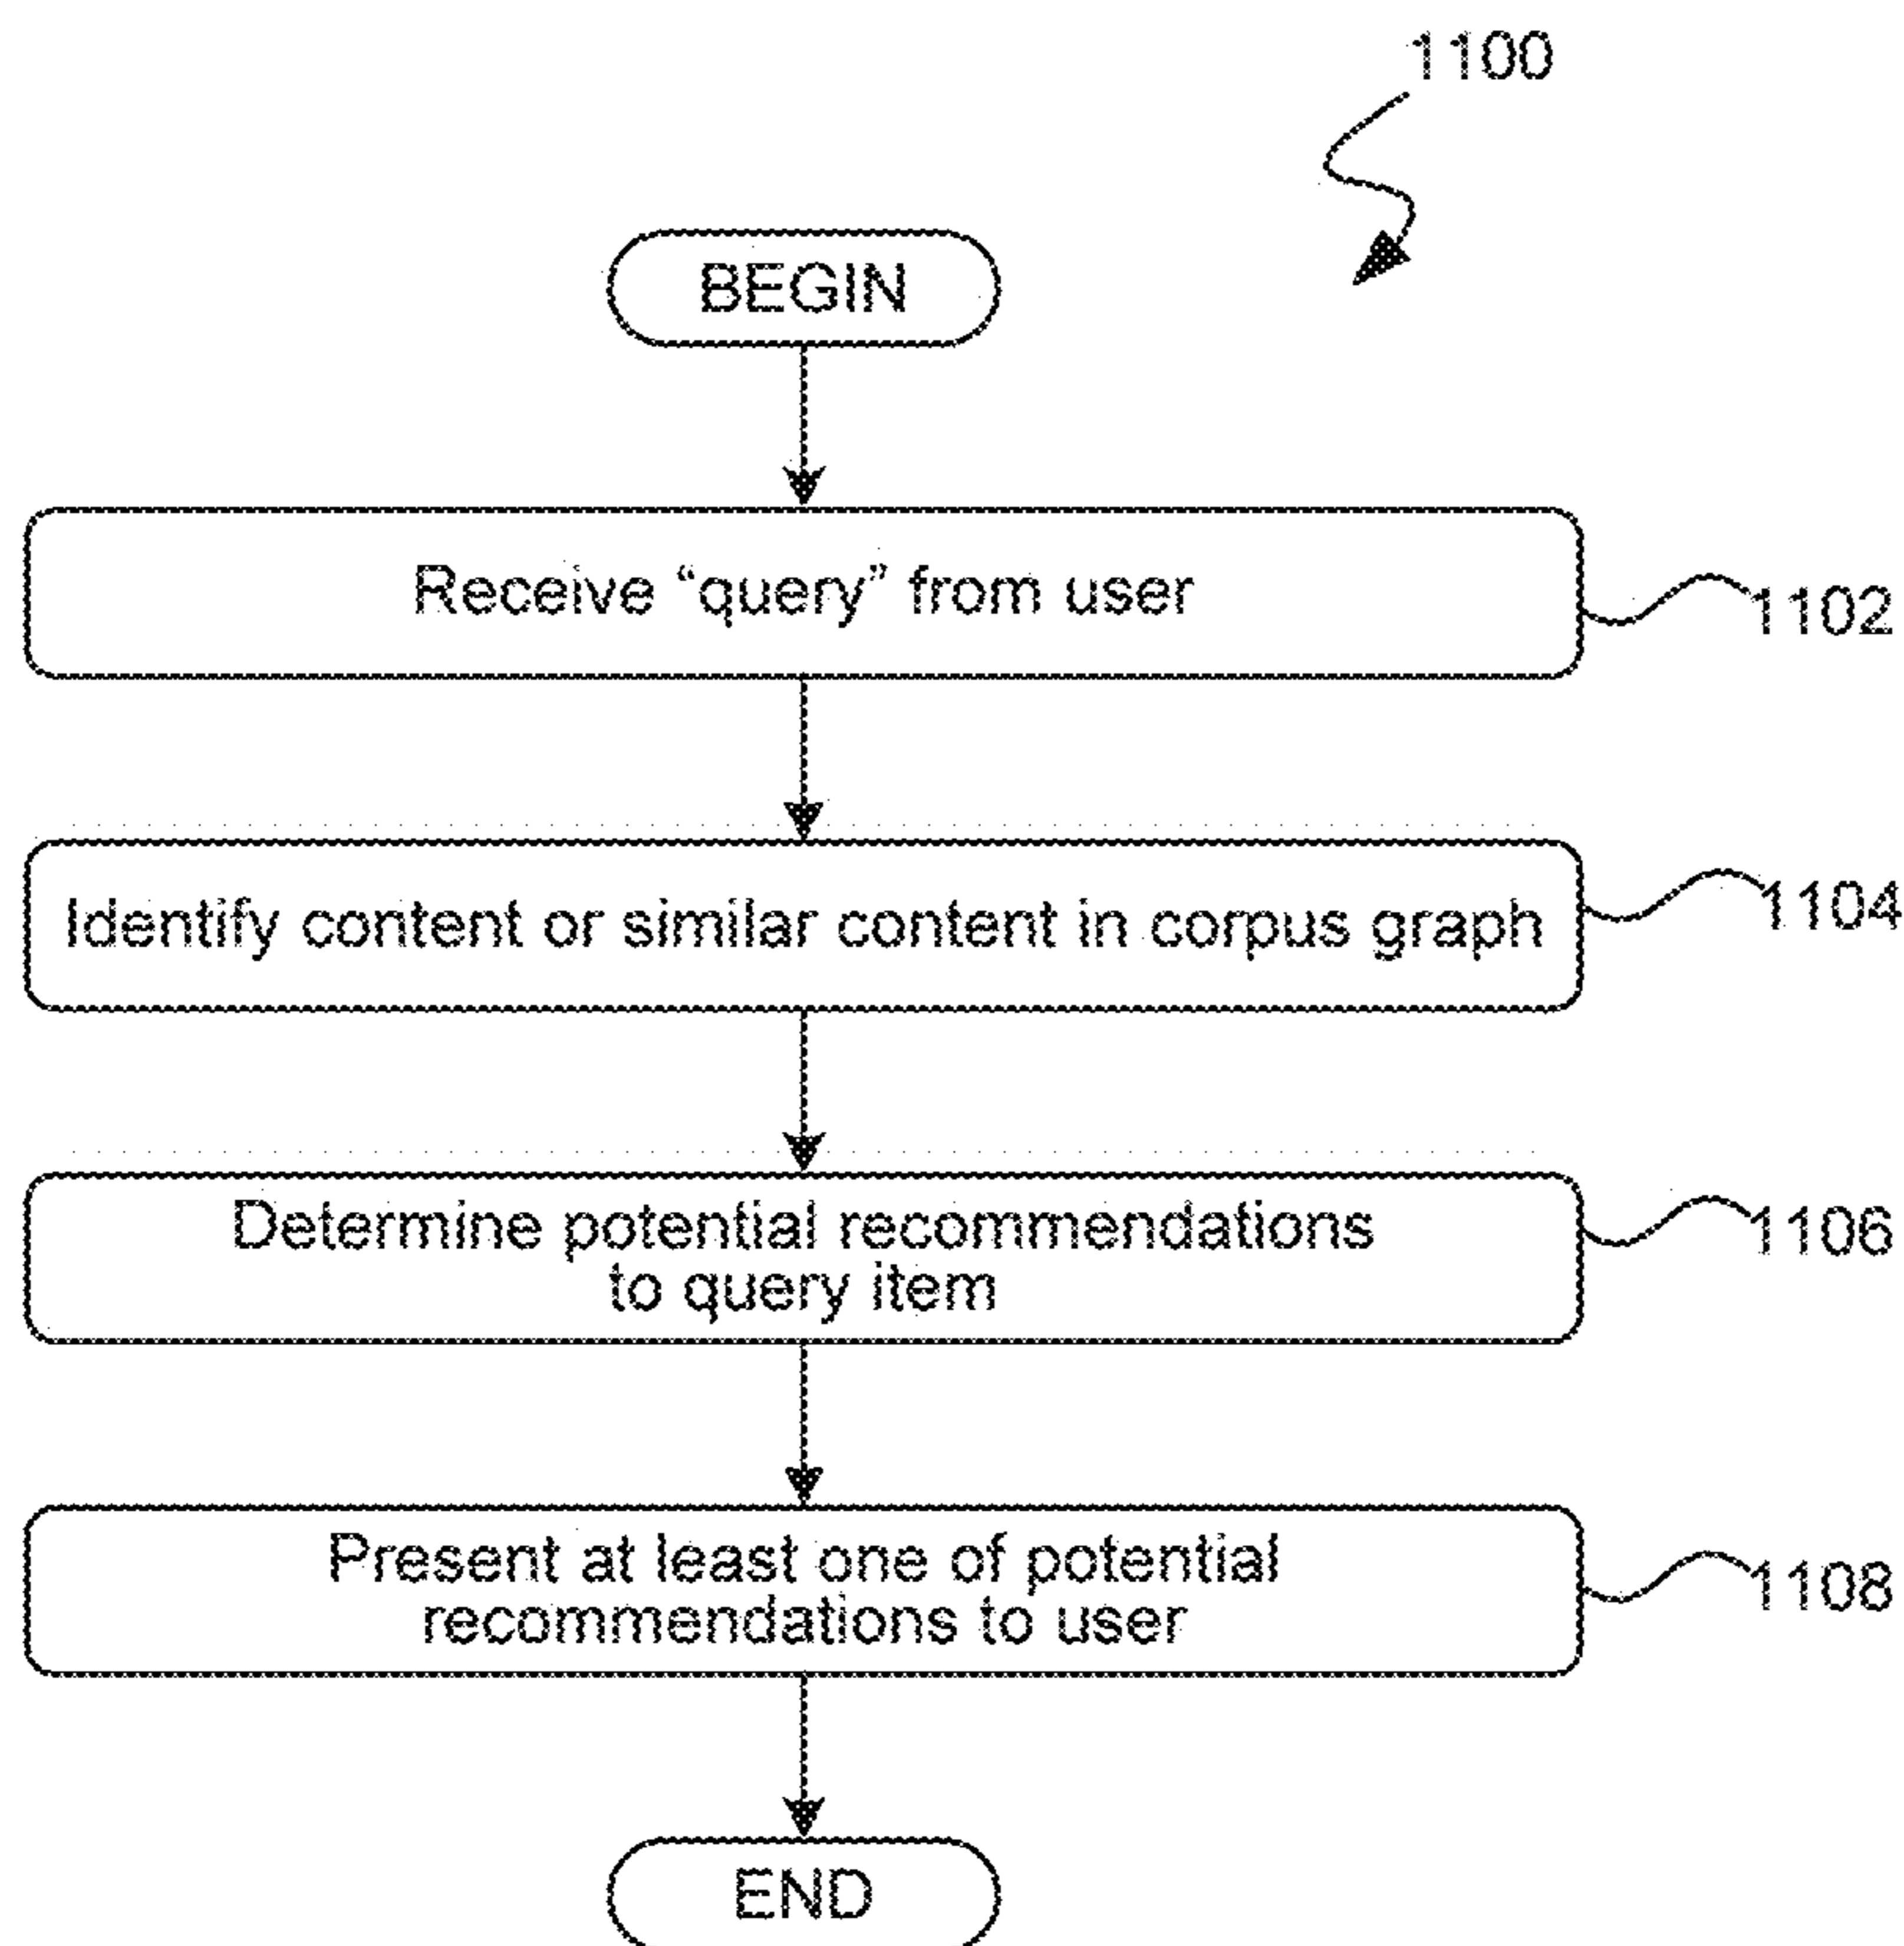 1100
BEGIN
Receive “query” from user
1102
Identify content or similar content in corpus graph
1104
Determine potential recommendations
to query item
1106
Present at least one of potential
recommendations to user
1108
END